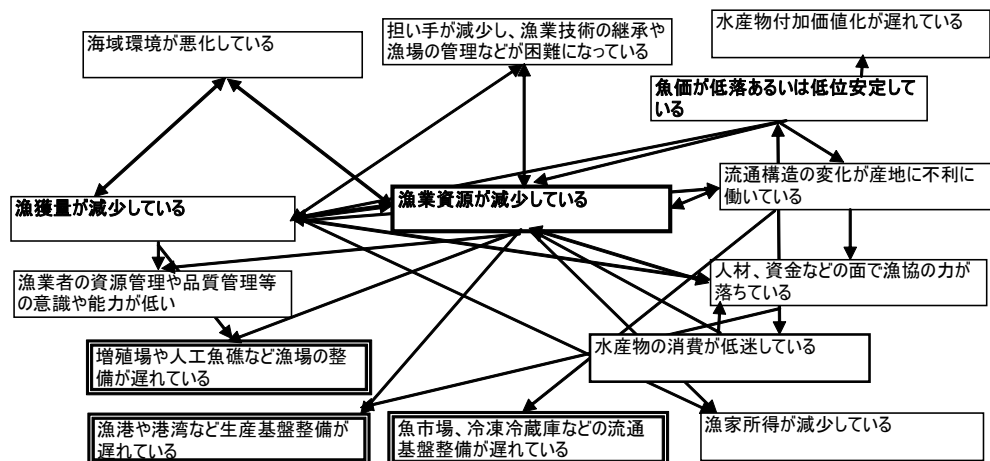 水産物付加価値化が遅れて
いる
海域環境が悪化している
担い手が減少し、漁業技術の継承や
漁場の管理などが困難になっている
魚価が低落あるいは低位安定して
いる
流通構造の変化が産地に不利に
働いている
漁獲量が減少している
漁業資源が減少している
人材、資金などの面で漁協の力が
落ちている
漁業者の資源管理や品質管理等
の意識や能力が低い
水産物の消費が低迷している
増殖場や人工魚礁など漁場の整
備が遅れている
漁港や港湾など生産基盤整備が
遅れている
魚市場、冷凍冷蔵庫などの流通
基盤整備が遅れている
漁家所得が減少している